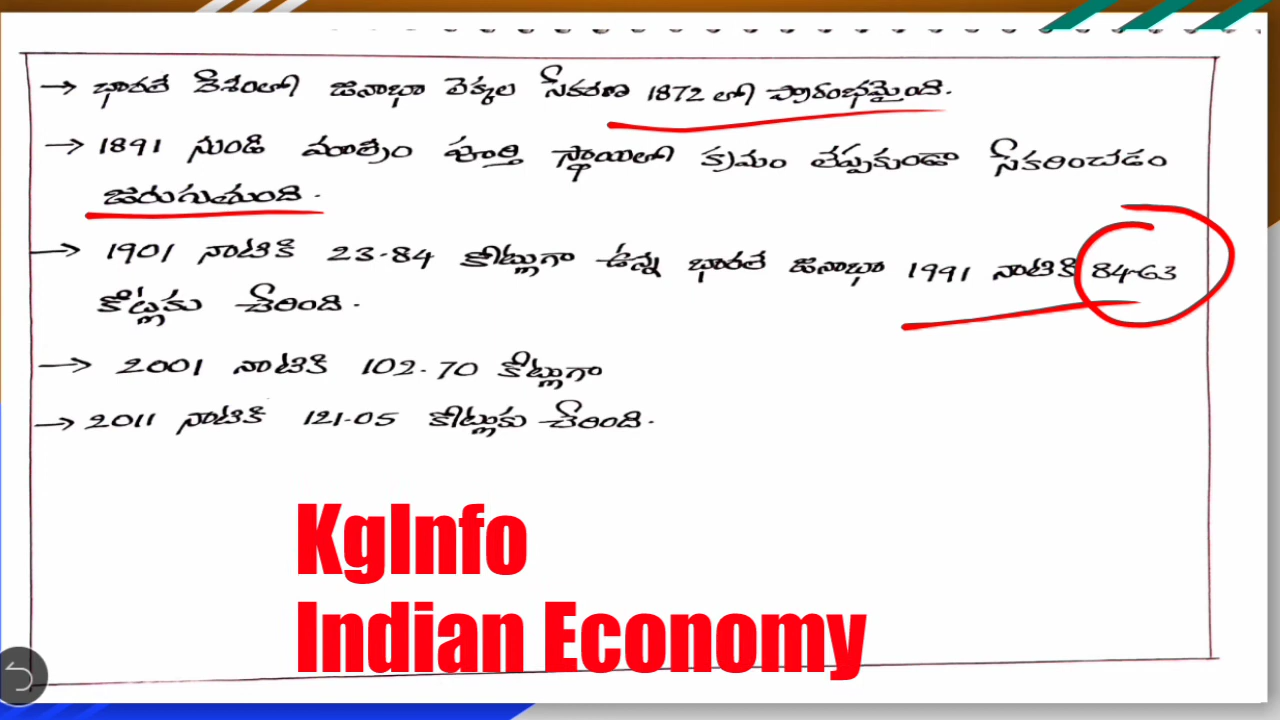 → భారత దేశంలో జనాభా లెక్కల సేకరణ 1872 లో ప్రారంభమైంది.
→ 1891 నుండి మాత్రం పూర్తి స్థాయిలో క్రమం తప్పకుండా సేకరించడం
జరుగుతుంది.
→ 1901 నాటికి 23.84 కోట్లుగా ఉన్న భారత జనాభా 1991 నాటికి 84.63
కోట్లకు చేరింది.
→ 2001 నాటికి 102.70 కోట్లుగా
→ 2011 నాటికి 121.05 కోట్లుకు చేరింది.
KgInfo
Indian Economy